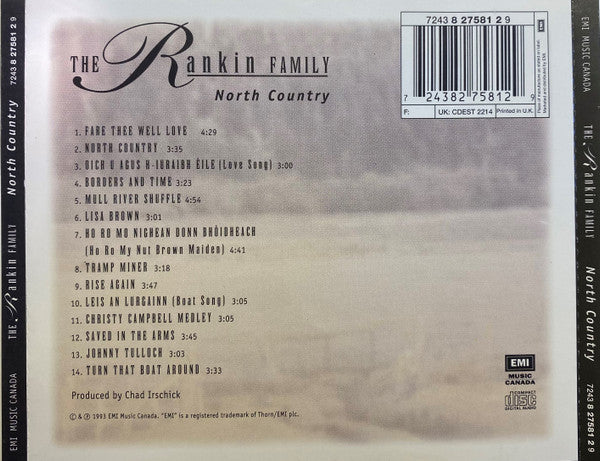 7243 8 27581 2 9
EMI
7 24382 75812 9
F:
UK: CDEST 2214
Printed in U.K.
THE Rankin FAMILY
North Country
1. FARE THEE WELL LOVE 4:29
2. NORTH COUNTRY 3:35
3. OICH U AGUS H-IURAIBH ÉILE (Love Song) 3:00
4. BORDERS AND TIME 3:23
5. MULL RIVER SHUFFLE 4:54
6. LISA BROWN 3:01
7. HO RO MO NIGHEAN DONN BHÒIDHEACH
(Ho Ro My Nut Brown Maiden) 4:41
8. TRAMP MINER 3:18
9. RISE AGAIN 3:47
10. LEIS AN LURGAINN (Boat Song) 3:05
11. CHRISTY CAMPBELL MEDLEY 3:05
12. SAVED IN THE ARMS 3:45
13. JOHNNY TULLOCH 3:03
14. TURN THAT BOAT AROUND 3:33
Produced by Chad Irschick
© & ℗ 1993 EMI Music Canada. "EMI" is a registered trademark of Thorn/EMI plc.
EMI
MUSIC
CANADA
COMPACT
disc
DIGITAL AUDIO
EMI MUSIC CANADA THE Rankin FAMILY North Country 7243 8 27581 2 9
EMI MUSIC CANADA THE Rankin FAMILY North Country 7243 8 27581 2 9